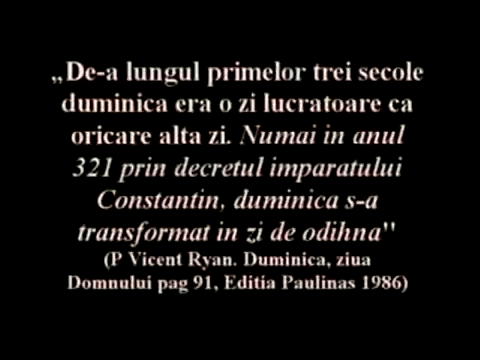 „De-a lungul primelor trei secole
duminica era o zi lucratoare ca
oricare alta zi. Numai in anul
321 prin decretul imparatului
Constantin, duminica s-a
transformat in zi de odihna"
(P Vicent Ryan. Duminica, ziua
Domnului pag 91, Editia Paulinas 1986)